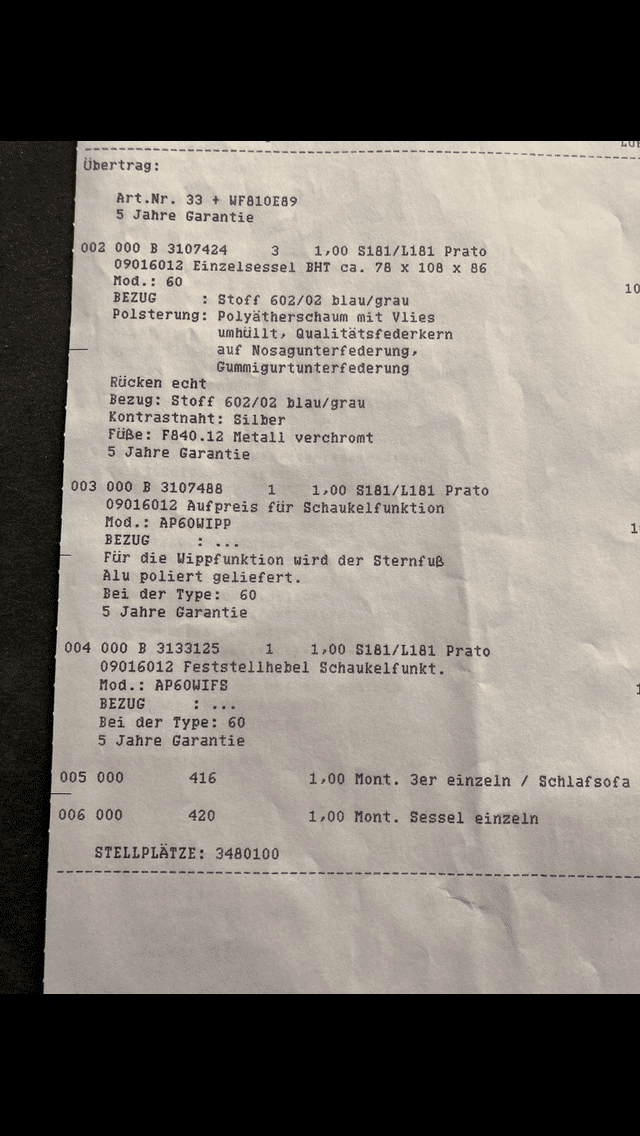 Übertrag:
Art.Nr. 33 + WF810E89
5 Jahre Garantie
002 000 B 3107424 3 1,00 S181/L181 Prato
09016012 Einzelsessel BHT ca. 78 x 108 x 86
Mod.: 60
10
BEZUG : Stoff 602/02 blau/grau
Polsterung: Polyätherschaum mit Vlies
umhüllt, Qualitätsfederkern
auf Nosagunterfederung,
Gummigurtunterfederung
Rücken echt
Bezug: Stoff 602/02 blau/grau
Kontrastnaht: Silber
Füße: F840.12 Metall verchromt
5 Jahre Garantie
003 000 B 3107488 1 1,00 S181/L181 Prato
09016012 Aufpreis für Schaukelfunktion
Mod.: AP60WIPP
BEZUG : ...
Für die Wippfunktion wird der Sternfuß
Alu poliert geliefert.
Bei der Type: 60
5 Jahre Garantie
004 000 B 3133125 1 1,00 S181/L181 Prato
09016012 Feststellhebel Schaukelfunkt.
Mod.: AP60WIFS
BEZUG : ...
Bei der Type: 60
5 Jahre Garantie
005 000 416 1,00 Mont. 3er einzeln / Schlafsofa
006 000 420 1,00 Mont. Sessel einzeln
STELLPLÄTZE: 3480100